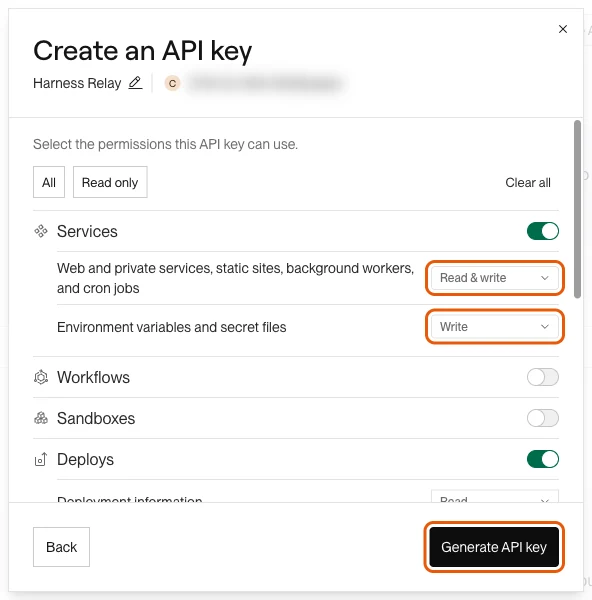 Create an API key
Harness Relay
C
Select the permissions this API key can use.
All
Read only
Clear all
Services
Web and private services, static sites, background workers,
and cron jobs
Read & write
Environment variables and secret files
Write
Workflows
Sandboxes
Deploys
Deployment information
Read
Back
Generate API key